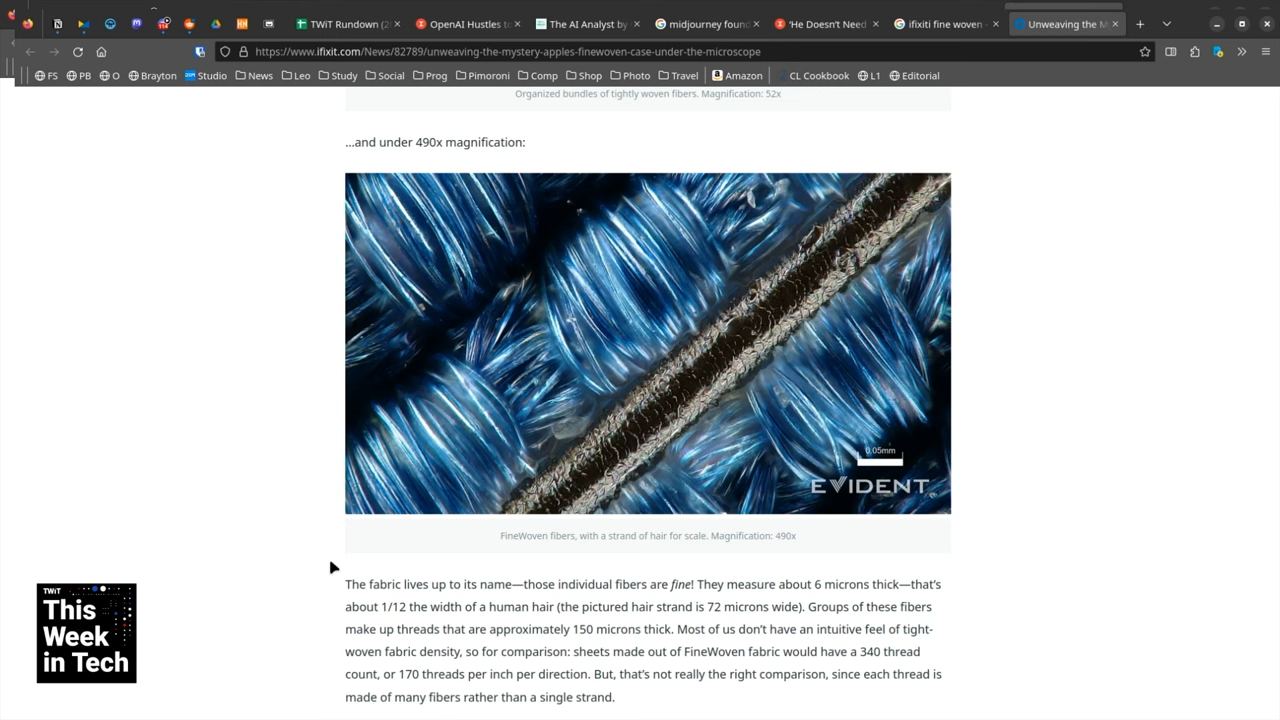 TWiT Rundown (2
OpenAI Hustles to
The AI Analyst by
midjourney foun
'He Doesn't Need
ifixiti fine woven -
Unweaving the M
https://www.ifixit.com/News/82789/unweaving-the-mystery-apples-finewoven-case-under-the-microscope
FS PB O Brayton Studio News Leo Study Social Prog Pimoroni Comp Shop Photo Travel Amazon CL Cookbook L1 Editorial
Organized bundles of tightly woven fibers. Magnification: 52x
...and under 490x magnification:
0.05mm
EVIDENT
FineWoven fibers, with a strand of hair for scale. Magnification: 490x
The fabric lives up to its name—those individual fibers are fine! They measure about 6 microns thick—that's
about 1/12 the width of a human hair (the pictured hair strand is 72 microns wide). Groups of these fibers
make up threads that are approximately 150 microns thick. Most of us don't have an intuitive feel of tight-
woven fabric density, so for comparison: sheets made out of FineWoven fabric would have a 340 thread
count, or 170 threads per inch per direction. But, that's not really the right comparison, since each thread is
made of many fibers rather than a single strand.
TWiT
This
Week
in Tech